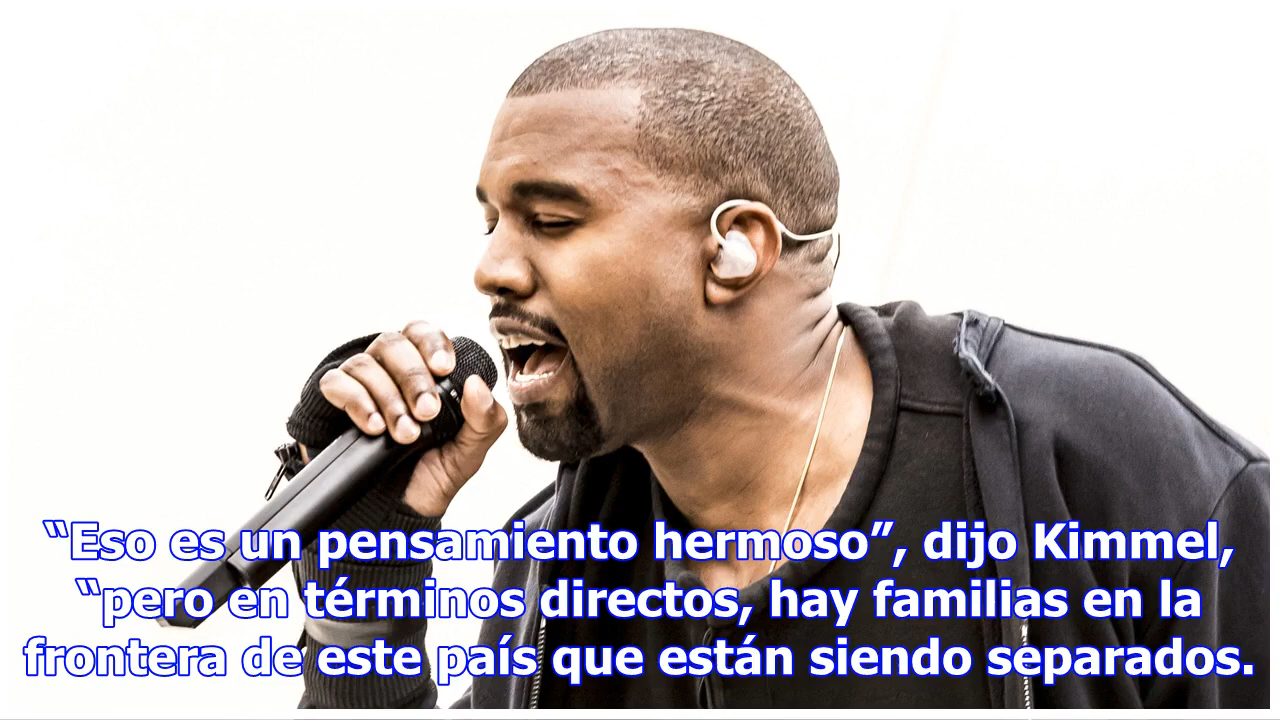 “Eso es un pensamiento hermoso”, dijo Kimmel,
“pero en términos directos, hay familias en la
frontera de este país que están siendo separados.